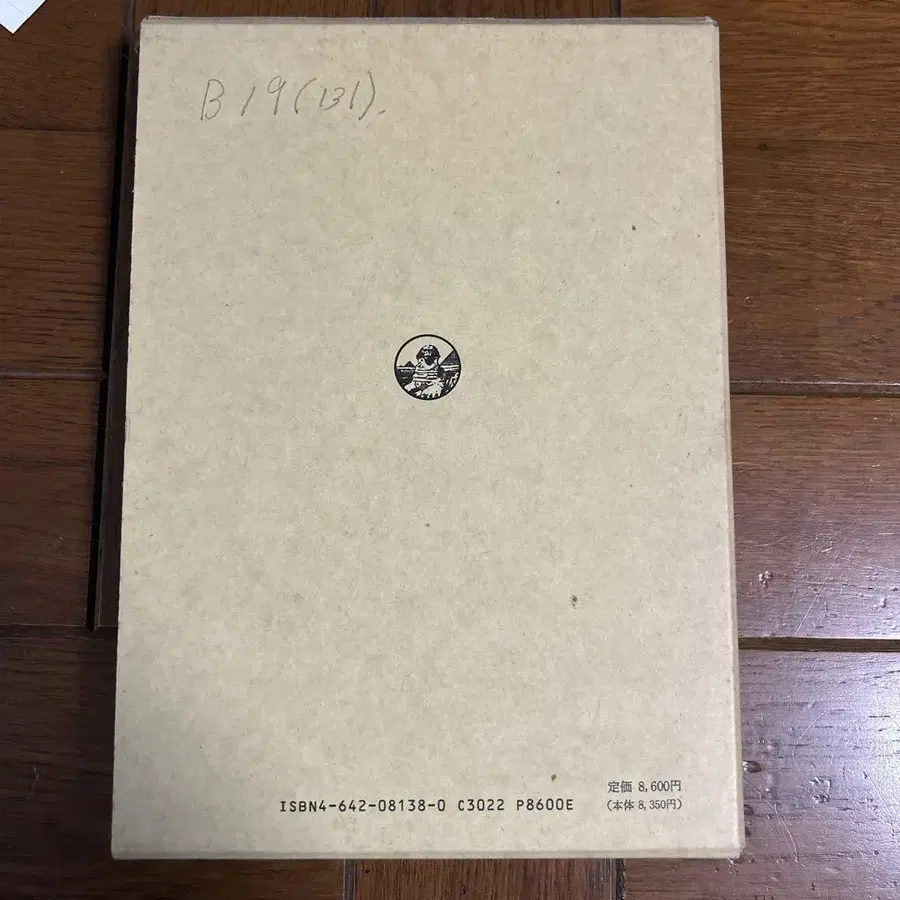 B19(131).
定価 8,600円
ISBN4-642-08138-0 C3022 P8600E
(本体 8,350円)